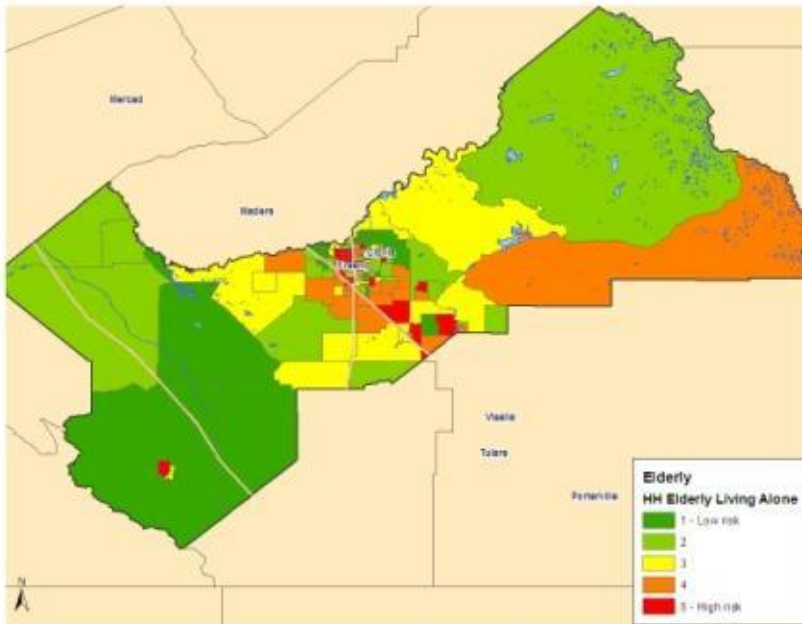 Merced
Madera
Fresno
Visalia
Tulare
Porterville
Elderly
HH Elderly Living Alone
1 - Low risk
2
3
4
5 - High risk
N